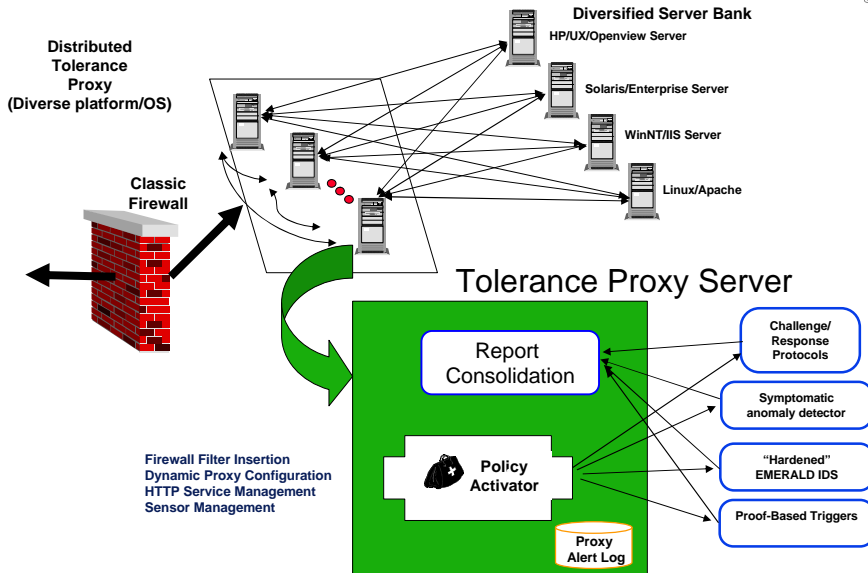 Diversified Server Bank
HP/UX/Openview Server
Distributed
Tolerance
Proxy
(Diverse platform/OS)
Solaris/Enterprise Server
WinNT/IIS Server
Classic
Firewall
Linux/Apache
Tolerance Proxy Server
Report
Consolidation
Challenge/
Response
Protocols
Symptomatic
anomaly detector
Firewall Filter Insertion
Dynamic Proxy Configuration
HTTP Service Management
Sensor Management
Policy
Activator
“Hardened”
EMERALD IDS
Proof-Based Triggers
Proxy
Alert Log